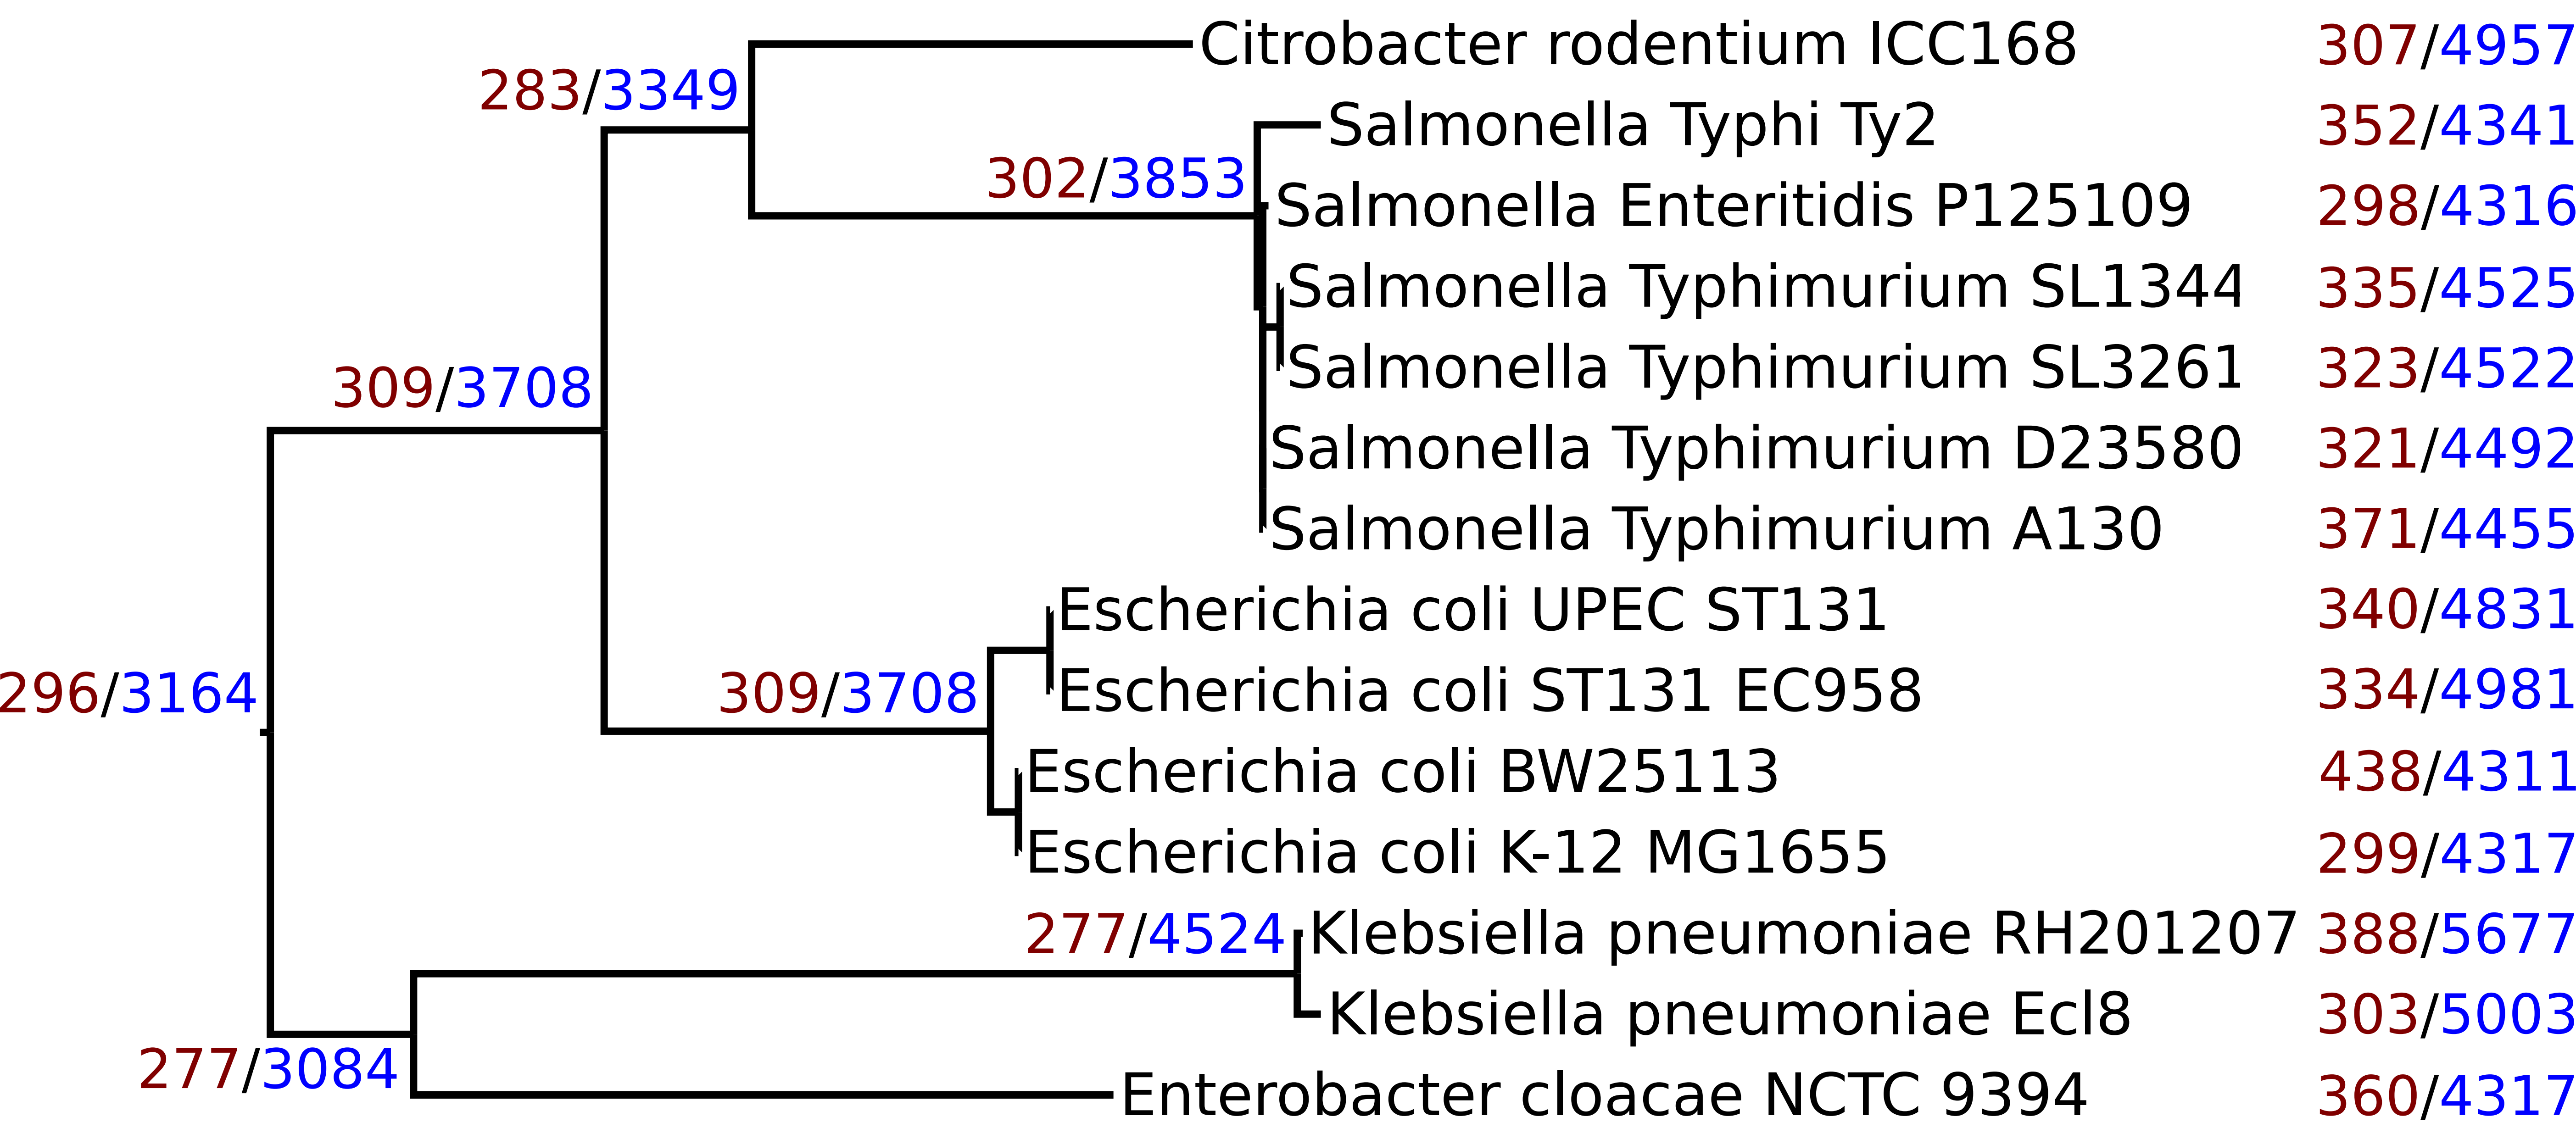 Citrobacter rodentium ICC168 307/4957
283/3349
Salmonella Typhi Ty2 352/4341
302/3853
Salmonella Enteritidis P125109 298/4316
Salmonella Typhimurium SL1344 335/4525
Salmonella Typhimurium SL3261 323/4522
309/3708
Salmonella Typhimurium D23580 321/4492
Salmonella Typhimurium A130 371/4455
Escherichia coli UPEC ST131 340/4831
Escherichia coli ST131 EC958 334/4981
296/3164
309/3708
Escherichia coli BW25113 438/4311
Escherichia coli K-12 MG1655 299/4317
277/4524
Klebsiella pneumoniae RH201207 388/5677
Klebsiella pneumoniae Ecl8 303/5003
277/3084
Enterobacter cloacae NCTC 9394 360/4317